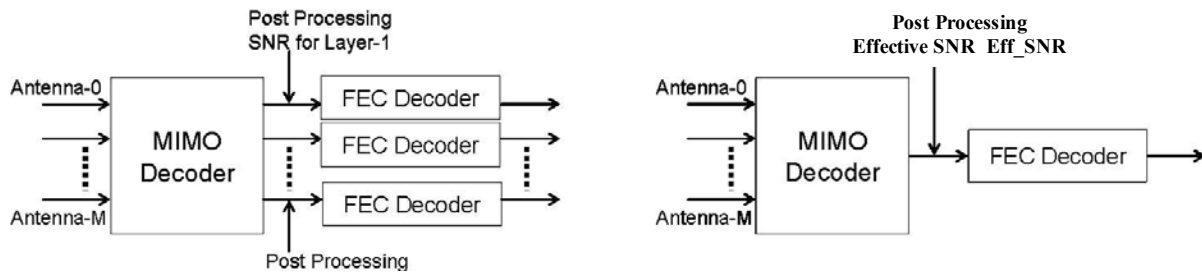 Post Processing
SNR for Layer-1
Antenna-0
MIMO
Decoder
Antenna-M
FEC Decoder
FEC Decoder
FEC Decoder
Post Processing
Post Processing
Effective SNR Eff_SNR
Antenna-0
MIMO
Decoder
Antenna-M
FEC Decoder